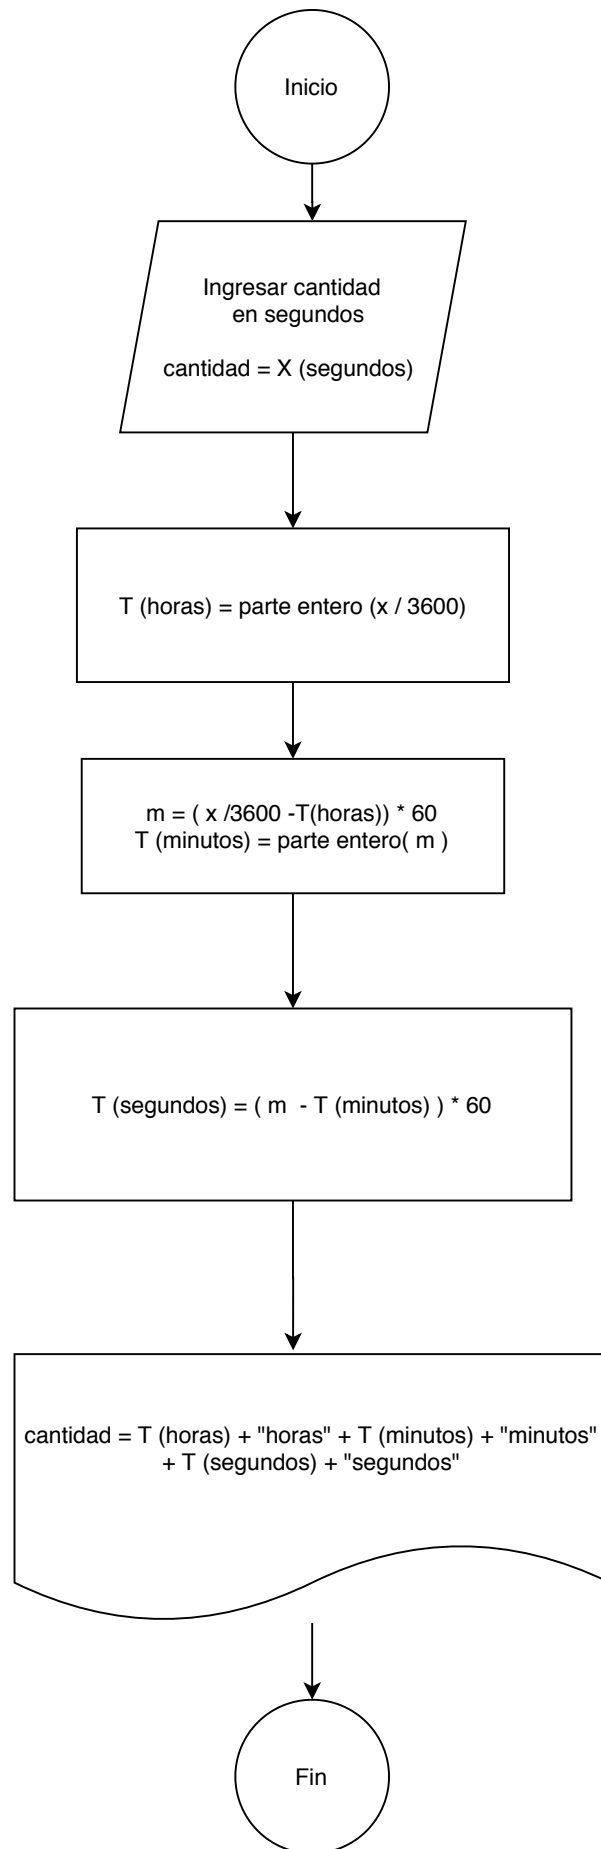 Inicio
Ingresar cantidad
en segundos
cantidad = X (segundos)
T (horas) = parte entero (x / 3600)
m = ( x /3600 -T(horas)) * 60
T (minutos) = parte entero( m )
T (segundos) = ( m  - T (minutos) ) * 60
cantidad = T (horas) + "horas" + T (minutos) + "minutos"
+ T (segundos) + "segundos"
Fin